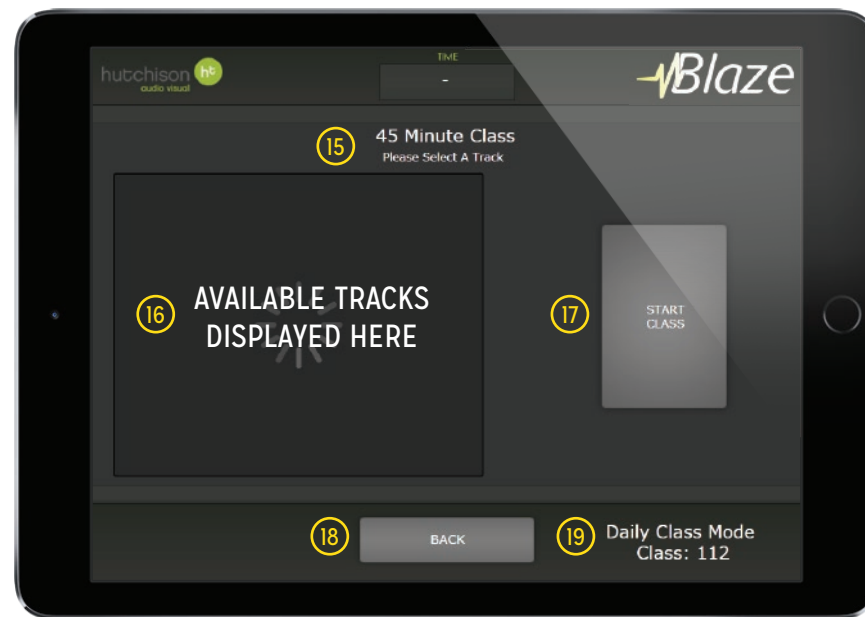 hutchison ht
audio visual
TIME
-
Blaze
15
45 Minute Class
Please Select A Track
16
AVAILABLE TRACKS
DISPLAYED HERE
17
START
CLASS
18
BACK
19
Daily Class Mode
Class: 112